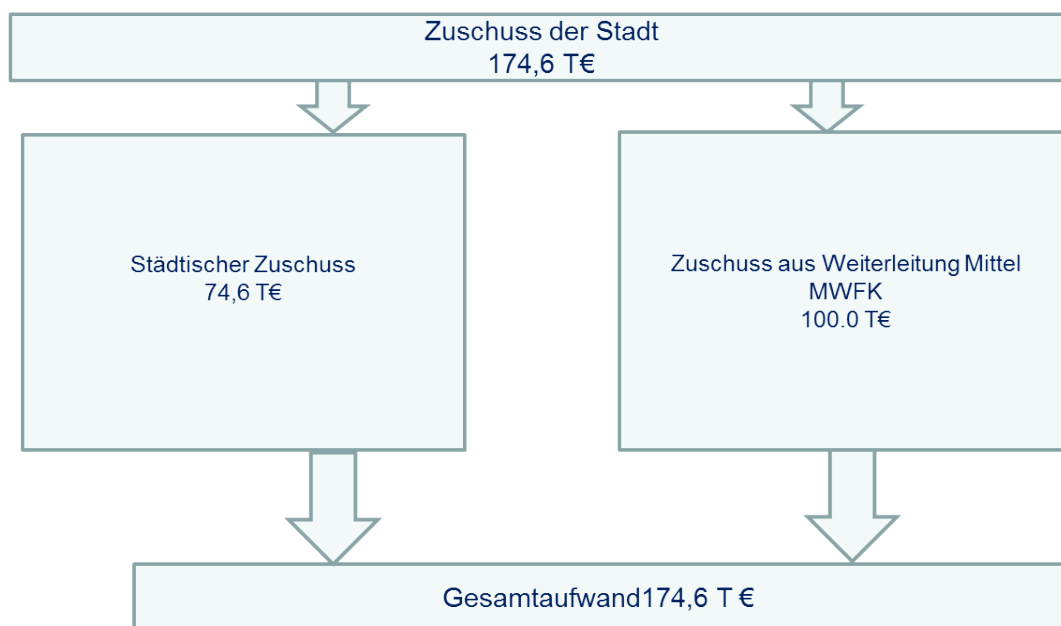 Zuschuss der Stadt
174,6 T€
Städtischer Zuschuss
74,6 T€
Zuschuss aus Weiterleitung Mittel
MWFK
100.0 T€
Gesamtaufwand174,6 T €